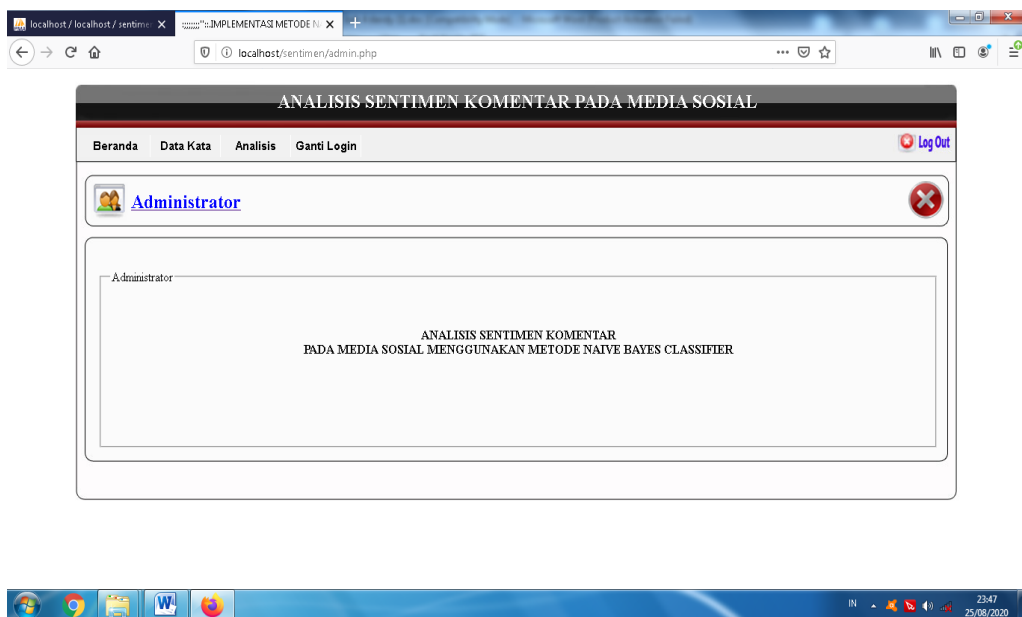 localhost / localhost / sentimen
;;;;;;;"::.IMPLEMENTASI METODE N
localhost/sentimen/admin.php
ANALISIS SENTIMEN KOMENTAR PADA MEDIA SOSIAL
Beranda Data Kata Analisis Ganti Login Log Out
Administrator
Administrator
ANALISIS SENTIMEN KOMENTAR
PADA MEDIA SOSIAL MENGGUNAKAN METODE NAIVE BAYES CLASSIFIER
IN 23:47
25/08/2020